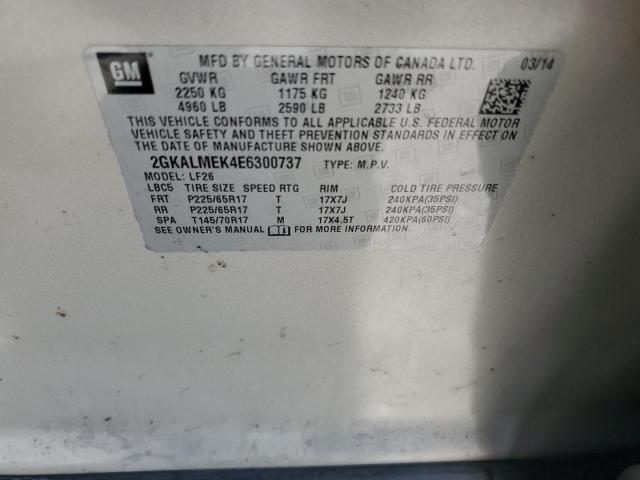 GM
MFD BY GENERAL MOTORS OF CANADA LTD. 03/14
GVWR GAWR FRT GAWR RR
2250 KG 1175 KG 1240 KG
4960 LB 2590 LB 2733 LB
THIS VEHICLE CONFORMS TO ALL APPLICABLE U.S. FEDERAL MOTOR
VEHICLE SAFETY AND THEFT PREVENTION STANDARDS IN EFFECT ON
THE DATE OF MANUFACTURE SHOWN ABOVE.
2GKALMEK4E6300737 TYPE: M.P.V.
MODEL: LF26
LBC5 TIRE SIZE SPEED RTG RIM COLD TIRE PRESSURE
FRT P225/65R17 T 17X7J 240KPA(35PSI)
RR P225/65R17 T 17X7J 240KPA(35PSI)
SPA T145/70R17 M 17X4.5T 420KPA(60PSI)
SEE OWNER'S MANUAL FOR MORE INFORMATION